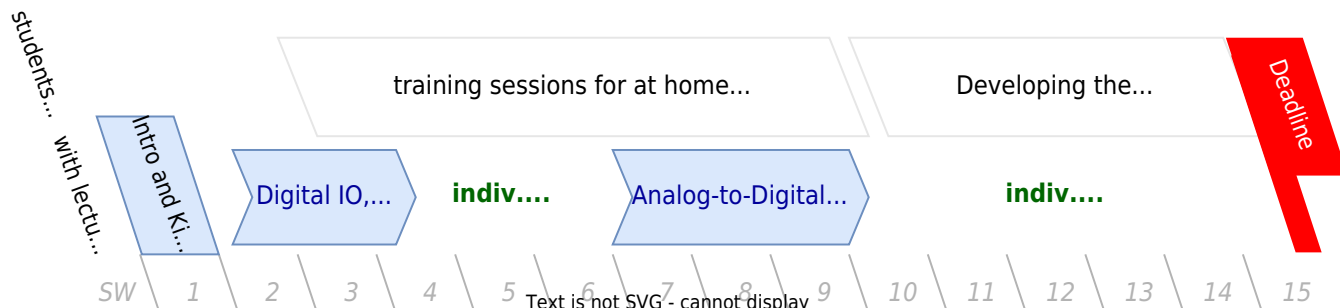 students...
with lectu...
training sessions for at home...
Developing the...
Deadline
Intro and Ki...
Digital IO,...
indiv....
Analog-to-Digital...
indiv....
SW 1 2 3 4 5 6 7 8 9 10 11 12 13 14 15
Text is not SVG - cannot display